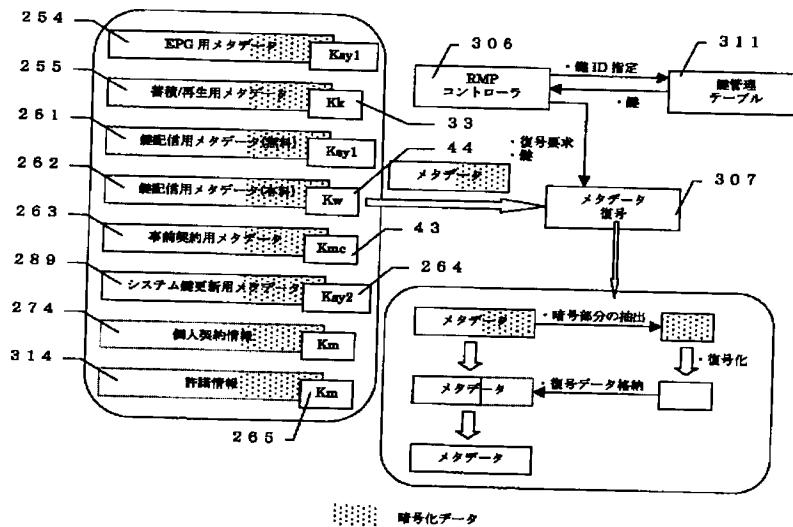 254
EPG用メタデータ
Ksy1
255
蓄積/再生用メタデータ
Kk
33
261
鍵配信用メタデータ(無料)
Ksy1
262
鍵配信用メタデータ(有料)
Kw
44
263
事前契約用メタデータ
Kmc
43
289
システム鍵更新用メタデータ
Ksy2
264
274
個人契約情報
Km
314
許諾情報
Km
265
306
RMP
コントローラ
・鍵ID指定
・鍵
311
鍵管理
テーブル
・復号要求
・鍵
メタデータ
メタデータ
復号
307
メタデータ
・暗号部分の抽出
・復号化
メタデータ
・復号データ格納
メタデータ
暗号化データ